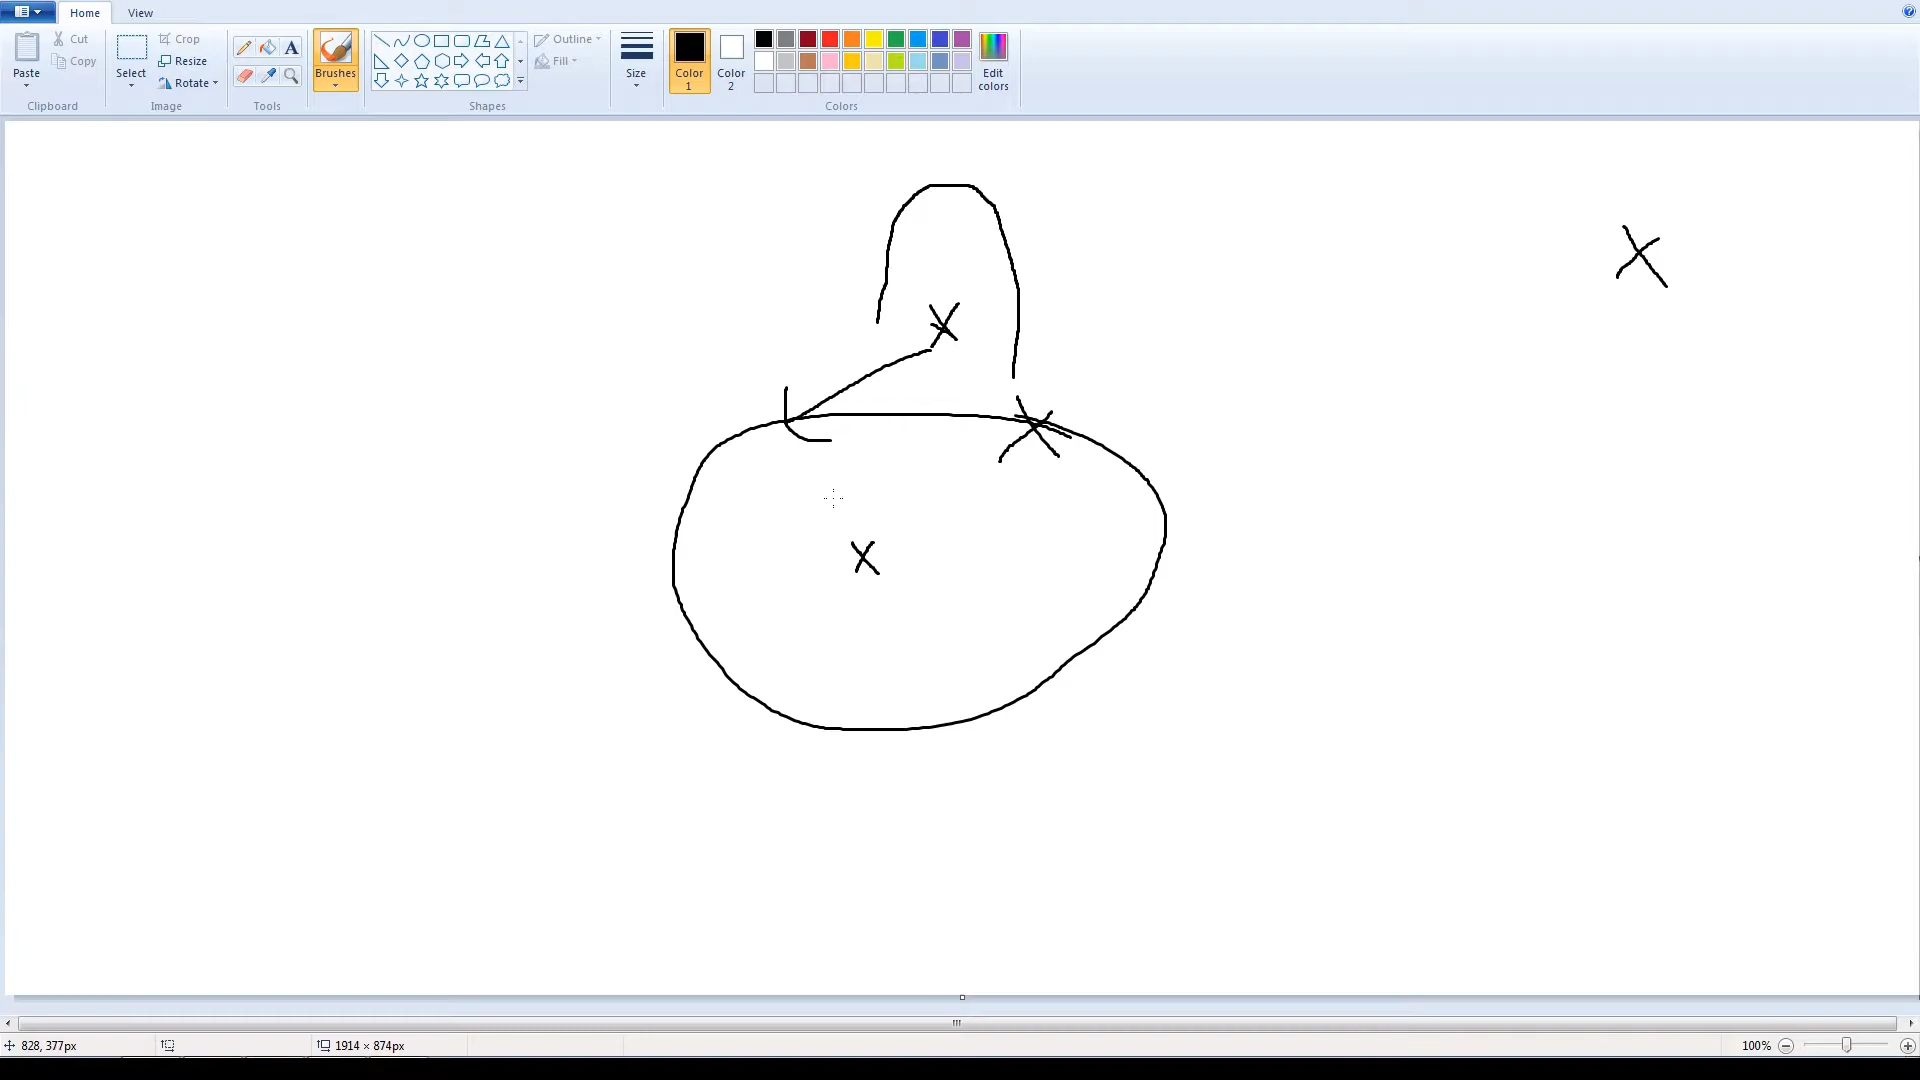 Home View
Paste Cut Copy Clipboard
Select Crop Resize Rotate Image
A
Tools
Brushes
Outline Fill Shapes
Size
Color 1 Color 2 Edit colors Colors
X
X
X
X
828, 377px 1914 × 874px 100%